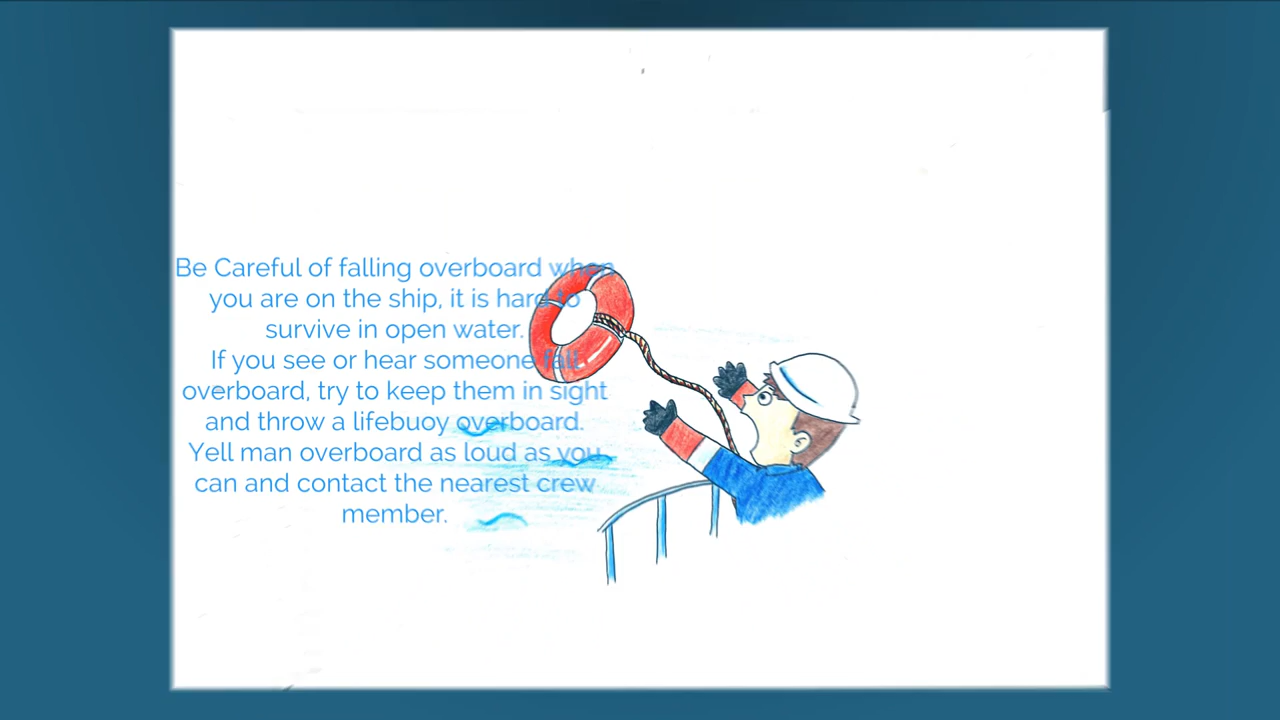 Be Careful of falling overboard when
you are on the ship, it is hard to
survive in open water.
If you see or hear someone fall
overboard, try to keep them in sight
and throw a lifebuoy overboard.
Yell man overboard as loud as you
can and contact the nearest crew
member.